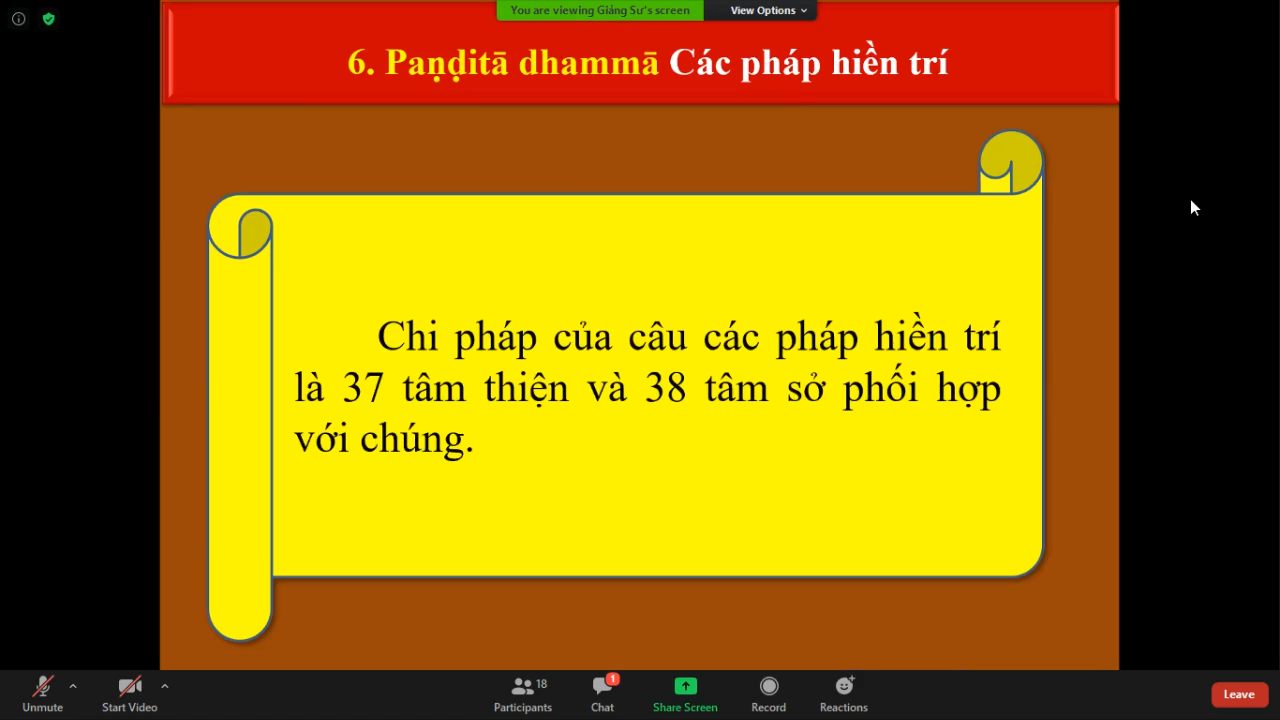 You are viewing Giảng Sư's screen
View Options
6. Paṇḍitā dhammā Các pháp hiền trí
Chi pháp của câu các pháp hiền trí
là 37 tâm thiện và 38 tâm sở phối hợp
với chúng.
Unmute
Start Video
Participants
18
Chat
1
Share Screen
Record
Reactions
Leave